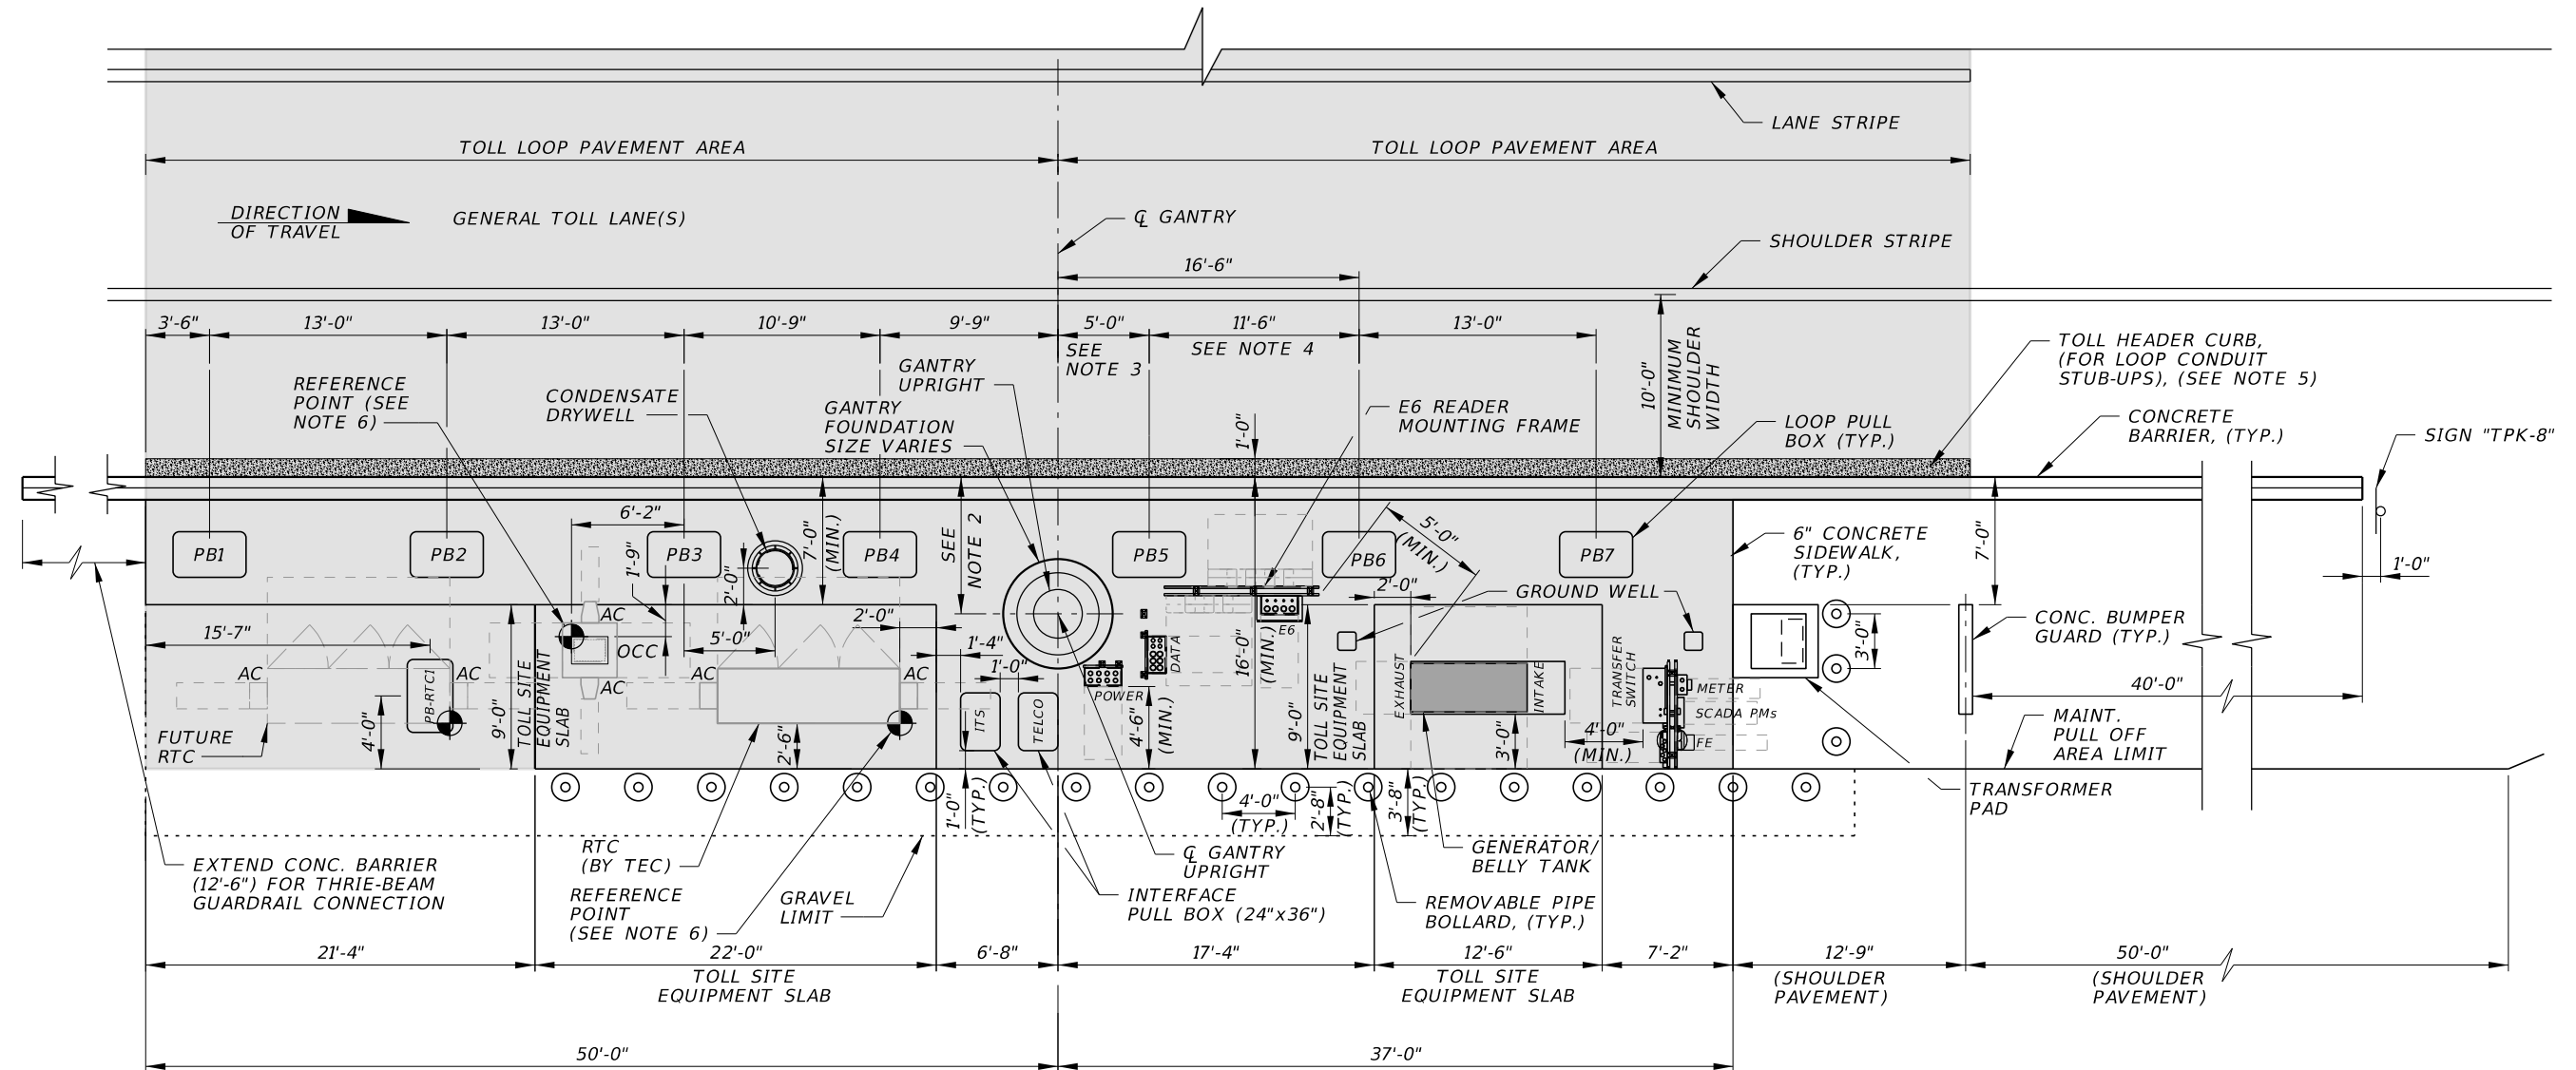 LANE STRIPE
TOLL LOOP PAVEMENT AREA
TOLL LOOP PAVEMENT AREA
DIRECTION
OF TRAVEL
GENERAL TOLL LANE(S)
℄ GANTRY
SHOULDER STRIPE
16'-6"
3'-6"
13'-0"
13'-0"
10'-9"
9'-9"
5'-0"
11'-6"
13'-0"
SEE
NOTE 3
SEE NOTE 4
10'-0"
MINIMUM
SHOULDER
WIDTH
TOLL HEADER CURB,
(FOR LOOP CONDUIT
STUB-UPS), (SEE NOTE 5)
GANTRY
UPRIGHT
REFERENCE
POINT (SEE
NOTE 6)
CONDENSATE
DRYWELL
GANTRY
FOUNDATION
SIZE VARIES
1'-0"
E6 READER
MOUNTING FRAME
LOOP PULL
BOX (TYP.)
CONCRETE
BARRIER, (TYP.)
SIGN "TPK-8"
6'-2"
7'-0"
(MIN.)
SEE
NOTE 2
5'-0"
(MIN.)
6" CONCRETE
SIDEWALK,
(TYP.)
7'-0"
1'-0"
PB1
PB2
PB3
PB4
PB5
PB6
PB7
1'-9"
2'-0"
2'-0"
2'-0"
GROUND WELL
AC
OCC
AC
15'-7"
5'-0"
1'-4"
1'-0"
E6
DATA
POWER
16'-0"
(MIN.)
3'-0"
CONC. BUMPER
GUARD (TYP.)
AC
AC
AC
AC
PB-RTC1
4'-0"
9'-0"
TOLL SITE
EQUIPMENT
SLAB
2'-6"
ITS
TELCO
4'-6"
(MIN.)
9'-0"
TOLL SITE
EQUIPMENT
SLAB
EXHAUST
INTAKE
3'-0"
TRANSFER
SWITCH
METER
SCADA PMs
FE
4'-0"
(MIN.)
40'-0"
MAINT.
PULL OFF
AREA LIMIT
FUTURE
RTC
1'-0"
(TYP.)
4'-0"
(TYP.)
2'-8"
(TYP.)
3'-8"
(TYP.)
TRANSFORMER
PAD
EXTEND CONC. BARRIER
(12'-6") FOR THRIE-BEAM
GUARDRAIL CONNECTION
RTC
(BY TEC)
REFERENCE
POINT
(SEE NOTE 6)
GRAVEL
LIMIT
℄ GANTRY
UPRIGHT
INTERFACE
PULL BOX (24"x36")
GENERATOR/
BELLY TANK
REMOVABLE PIPE
BOLLARD, (TYP.)
21'-4"
22'-0"
TOLL SITE
EQUIPMENT SLAB
6'-8"
17'-4"
12'-6"
TOLL SITE
EQUIPMENT SLAB
7'-2"
12'-9"
(SHOULDER
PAVEMENT)
50'-0"
(SHOULDER
PAVEMENT)
50'-0"
37'-0"